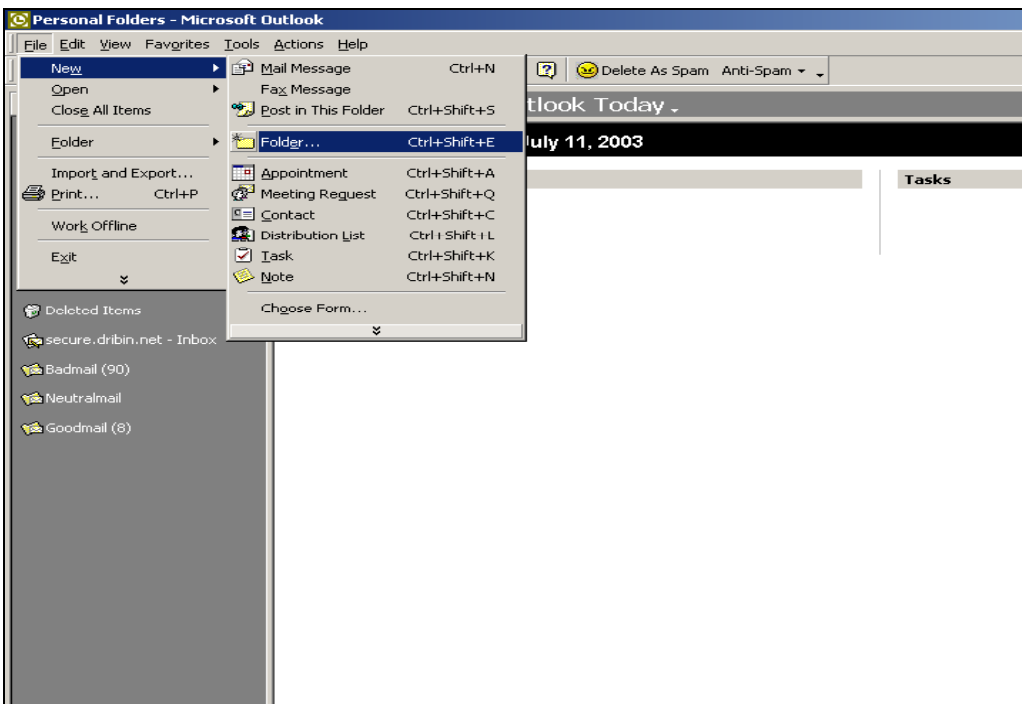 Personal Folders - Microsoft Outlook
File Edit View Favorites Tools Actions Help
Delete As Spam Anti-Spam
tlook Today
uly 11, 2003
Tasks
New
Open
Close All Items
Folder
Import and Export...
Print... Ctrl+P
Work Offline
Exit
Mail Message Ctrl+N
Fax Message
Post in This Folder Ctrl+Shift+S
Folder... Ctrl+Shift+E
Appointment Ctrl+Shift+A
Meeting Request Ctrl+Shift+Q
Contact Ctrl+Shift+C
Distribution List Ctrl+Shift+L
Task Ctrl+Shift+K
Note Ctrl+Shift+N
Choose Form...
Deleted Items
secure.dribin.net - Inbox
Badmail (90)
Neutralmail
Goodmail (8)